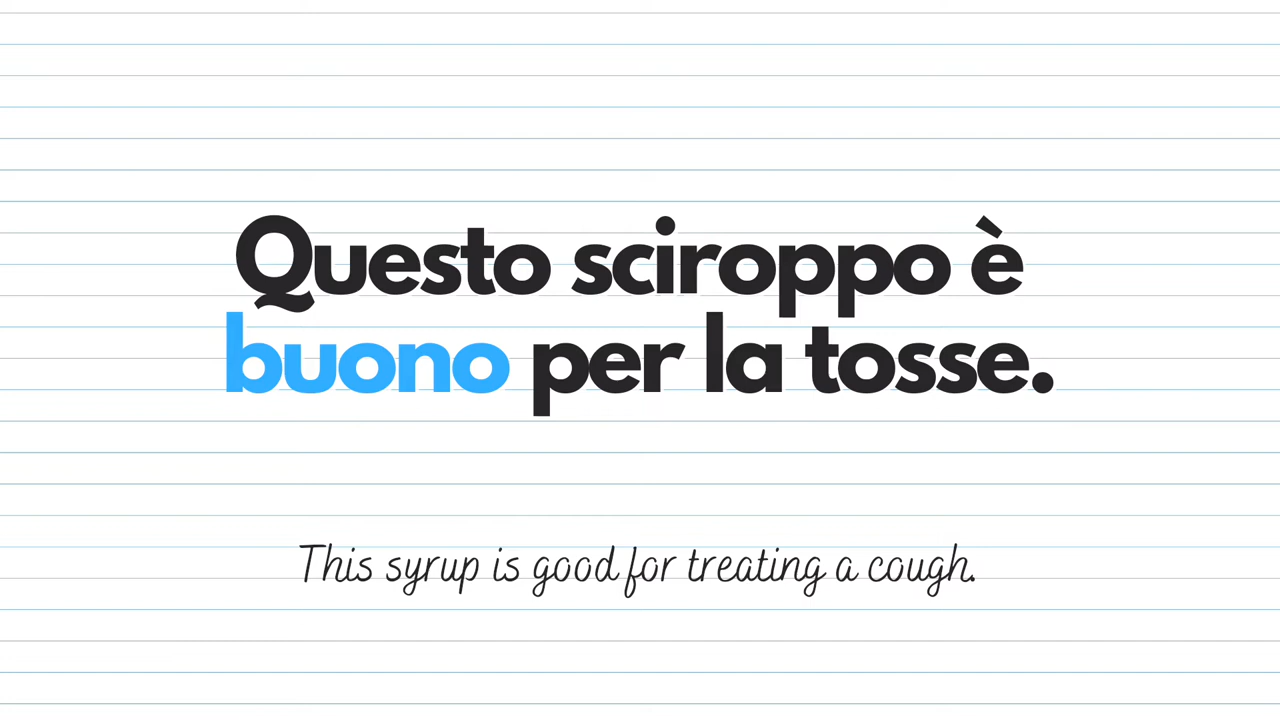 Questo sciroppo è
buono per la tosse.
This syrup is good for treating a cough.